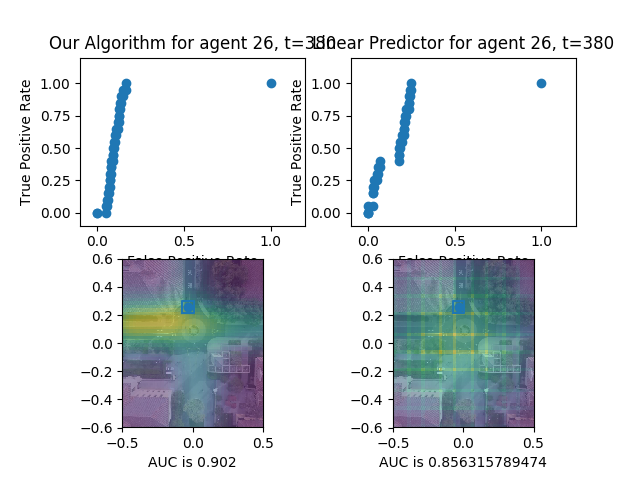 Our Algorithm for agent 26, t=380
Linear Predictor for agent 26, t=380
True Positive Rate
1.00
0.75
0.50
0.25
0.00
0.0 0.5 1.0
False Positive Rate
True Positive Rate
1.00
0.75
0.50
0.25
0.00
0.0 0.5 1.0
False Positive Rate
0.6
0.4
0.2
0.0
−0.2
−0.4
−0.6
−0.5 0.0 0.5
AUC is 0.902
0.6
0.4
0.2
0.0
−0.2
−0.4
−0.6
−0.5 0.0 0.5
AUC is 0.856315789474